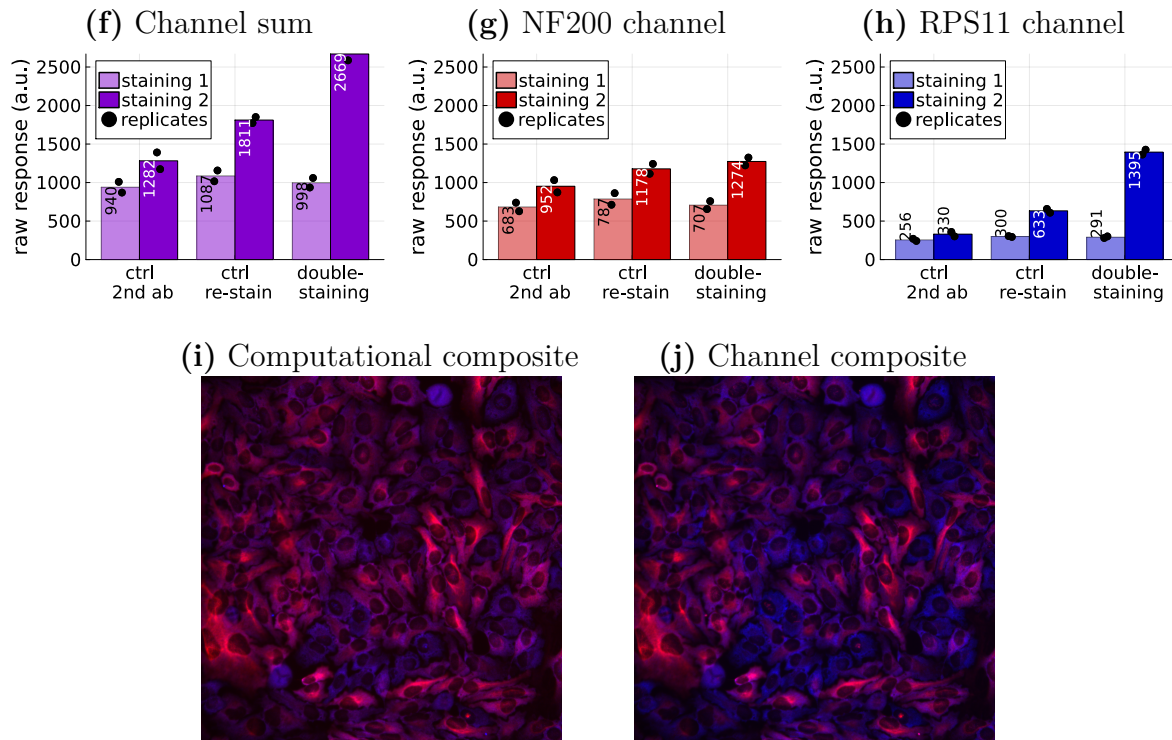 (f) Channel sum
raw response (a.u.)
2500
2000
1500
1000
500
0
staining 1
staining 2
replicates
940
1282
1087
1811
998
2669
ctrl
2nd ab
ctrl
re-stain
double-
staining
(g) NF200 channel
raw response (a.u.)
2500
2000
1500
1000
500
0
staining 1
staining 2
replicates
683
952
787
1178
707
1274
ctrl
2nd ab
ctrl
re-stain
double-
staining
(h) RPS11 channel
raw response (a.u.)
2500
2000
1500
1000
500
0
staining 1
staining 2
replicates
256
330
300
633
291
1395
ctrl
2nd ab
ctrl
re-stain
double-
staining
(i) Computational composite
(j) Channel composite